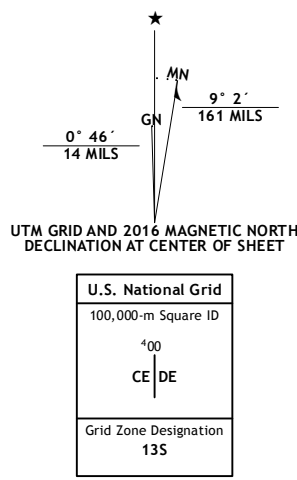 ★
MN
GN
9° 2´
161 MILS
0° 46´
14 MILS
UTM GRID AND 2016 MAGNETIC NORTH
DECLINATION AT CENTER OF SHEET
U.S. National Grid
100,000-m Square ID
⁴00
CE DE
Grid Zone Designation
13S